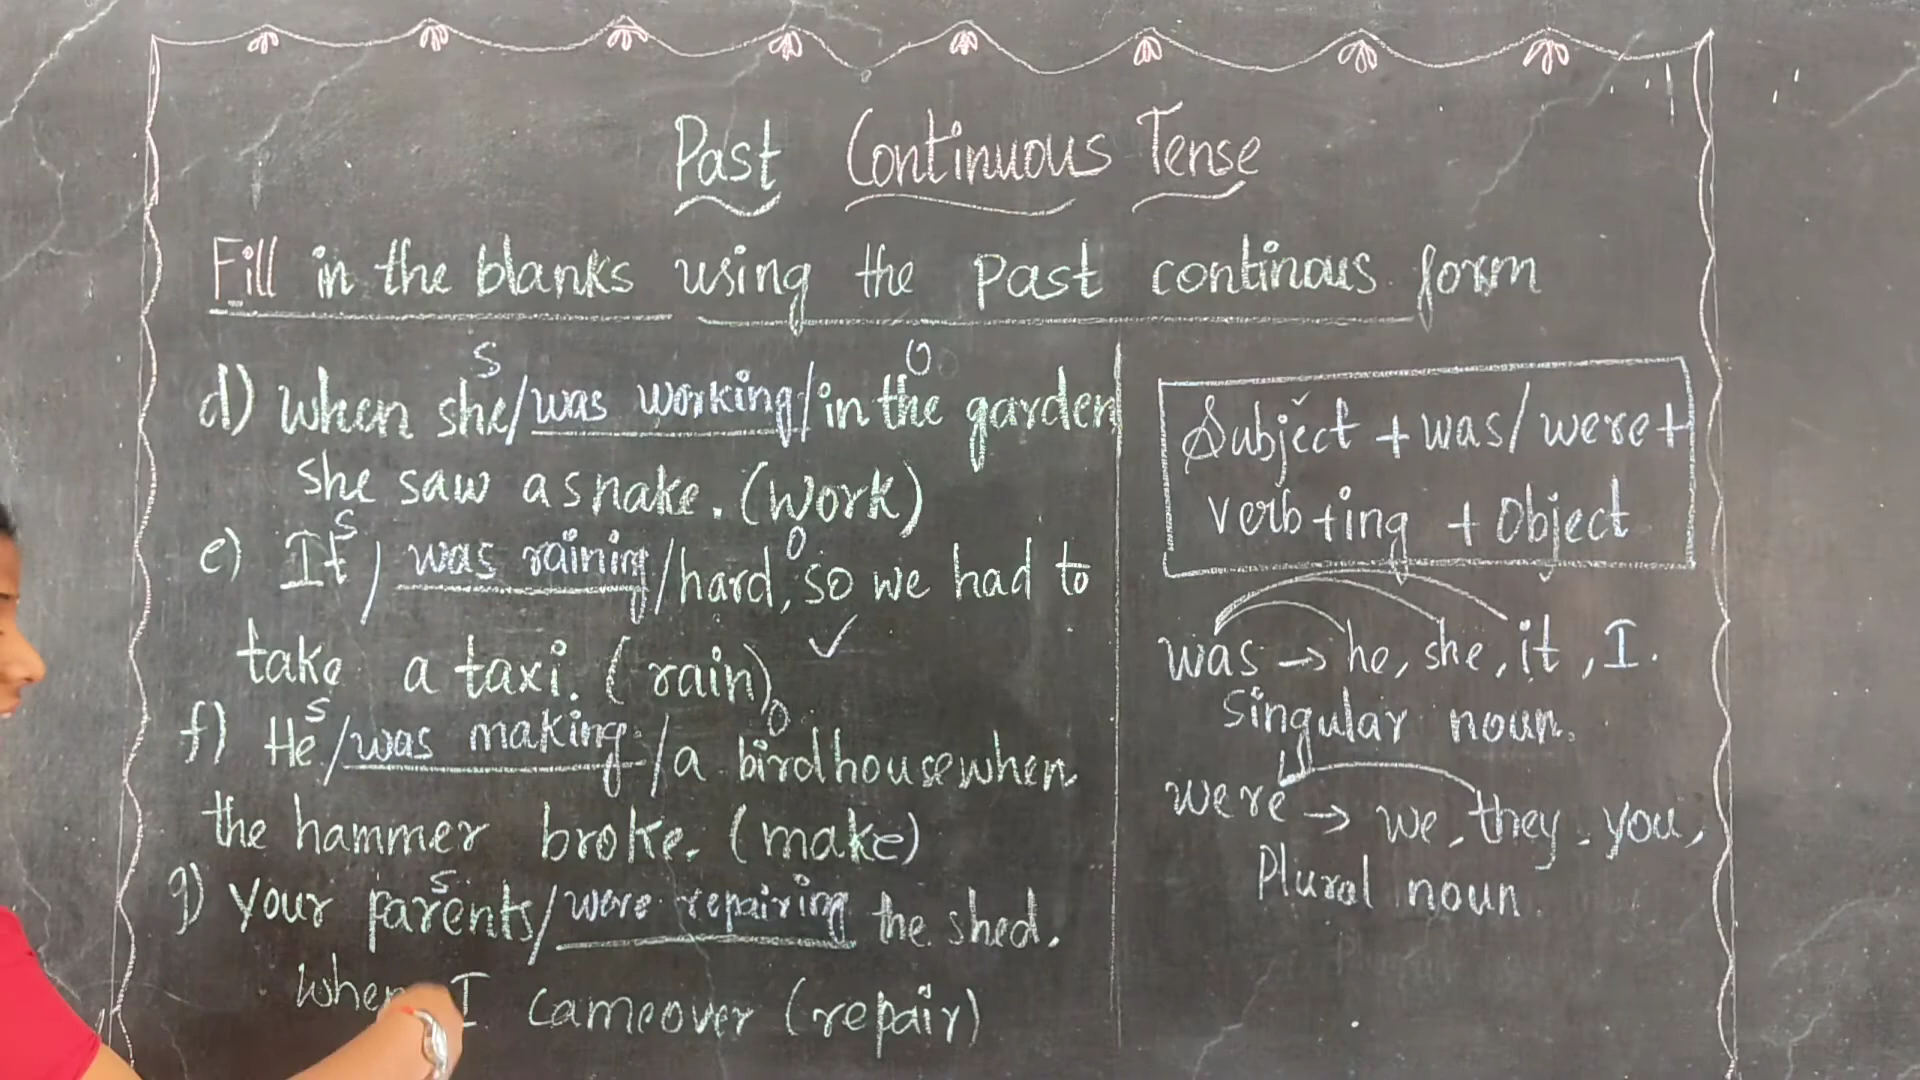 Past Continuous Tense
Fill in the blanks using the past continous form
S O
d) When she/was working/in the garden
she saw a snake. (work)
S O
e) It/ was raining/hard, so we had to
take a taxi. (rain) ✓
S O
f) He/was making/a birdhouse when
the hammer broke. (make)
S
g) your parents/were repairing the shed.
When I came over (repair)
Subject + was/were +
verb+ing + Object
was → he, she, it, I.
Singular noun.
were → we, they, you,
Plural noun.